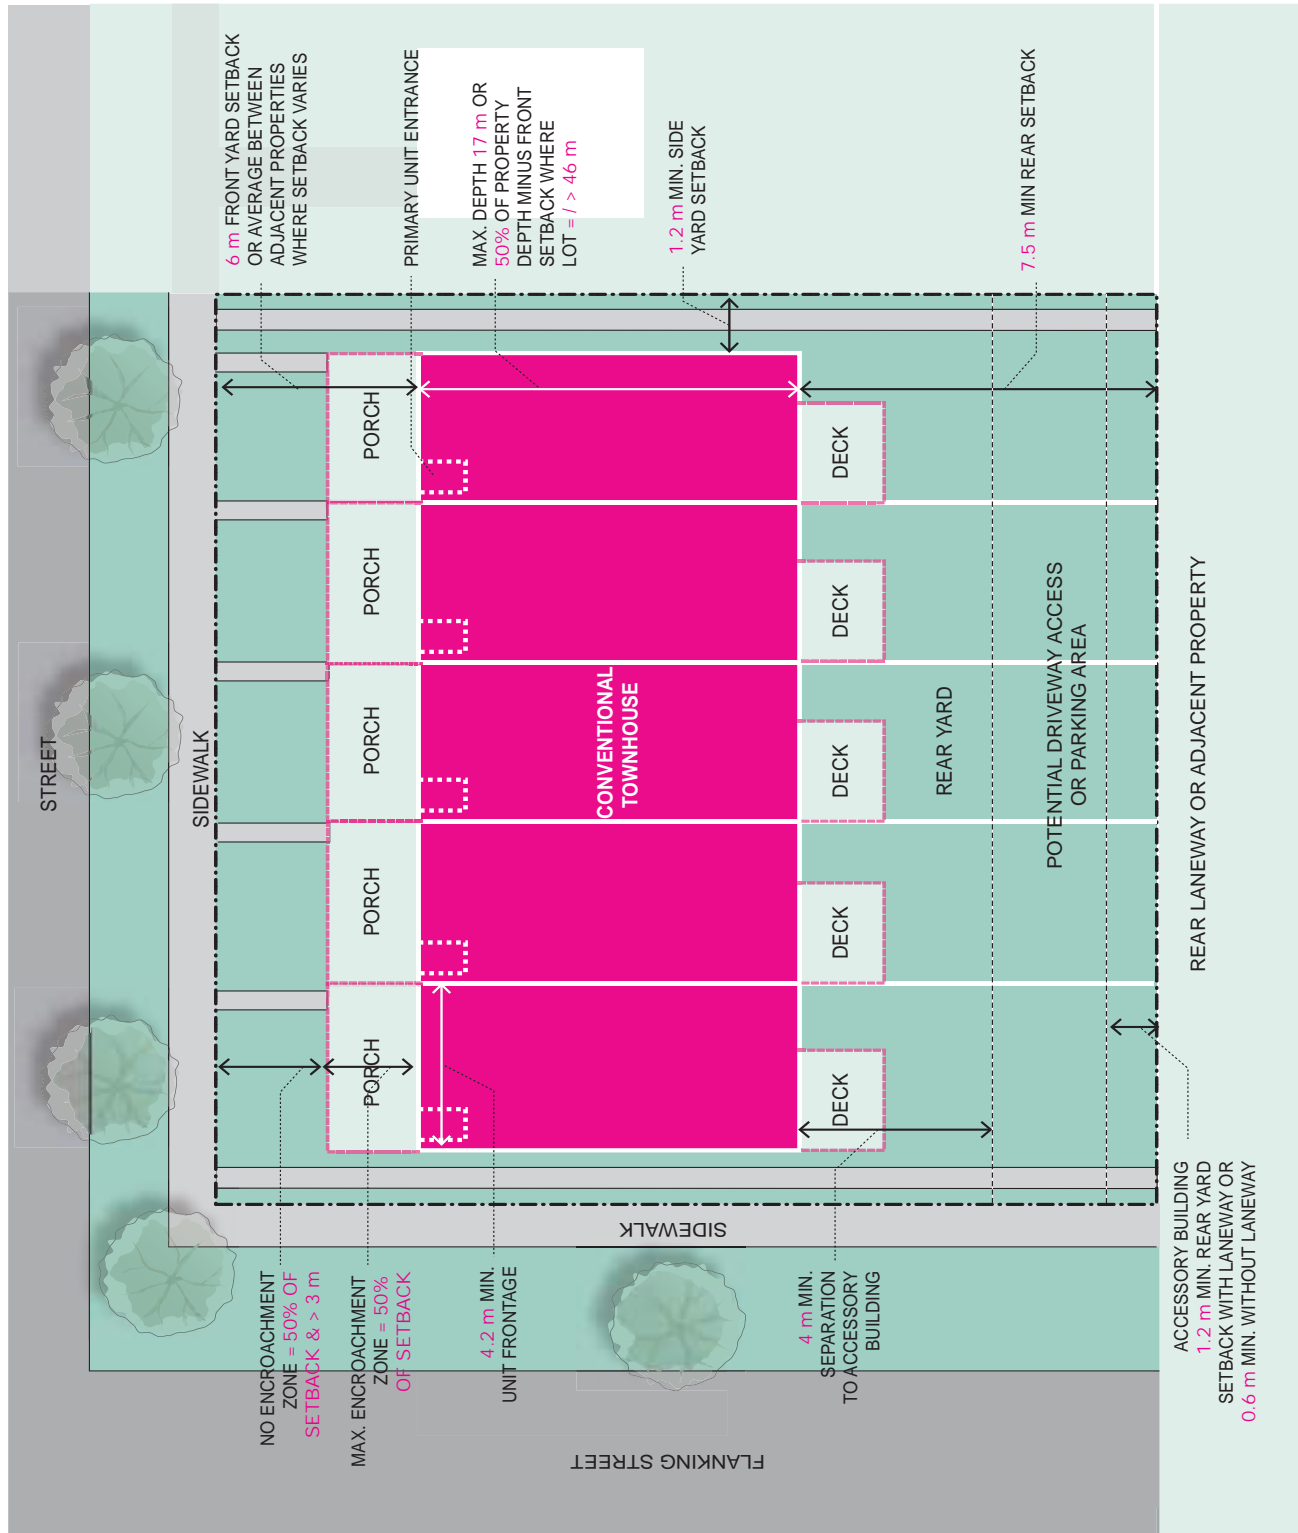 6 m FRONT YARD SETBACK
OR AVERAGE BETWEEN
ADJACENT PROPERTIES
WHERE SETBACK VARIES
PRIMARY UNIT ENTRANCE
MAX. DEPTH 17 m OR
50% OF PROPERTY
DEPTH MINUS FRONT
SETBACK WHERE
LOT = / > 46 m
1.2 m MIN. SIDE
YARD SETBACK
7.5 m MIN REAR SETBACK
STREET
SIDEWALK
PORCH
PORCH
PORCH
PORCH
PORCH
CONVENTIONAL
TOWNHOUSE
DECK
DECK
DECK
DECK
DECK
REAR YARD
POTENTIAL DRIVEWAY ACCESS
OR PARKING AREA
REAR LANEWAY OR ADJACENT PROPERTY
SIDEWALK
NO ENCROACHMENT
ZONE = 50% OF
SETBACK & > 3 m
MAX. ENCROACHMENT
ZONE = 50%
OF SETBACK
4.2 m MIN.
UNIT FRONTAGE
4 m MIN.
SEPARATION
TO ACCESSORY
BUILDING
ACCESSORY BUILDING
1.2 m MIN. REAR YARD
SETBACK WITH LANEWAY OR
0.6 m MIN. WITHOUT LANEWAY
FLANKING STREET